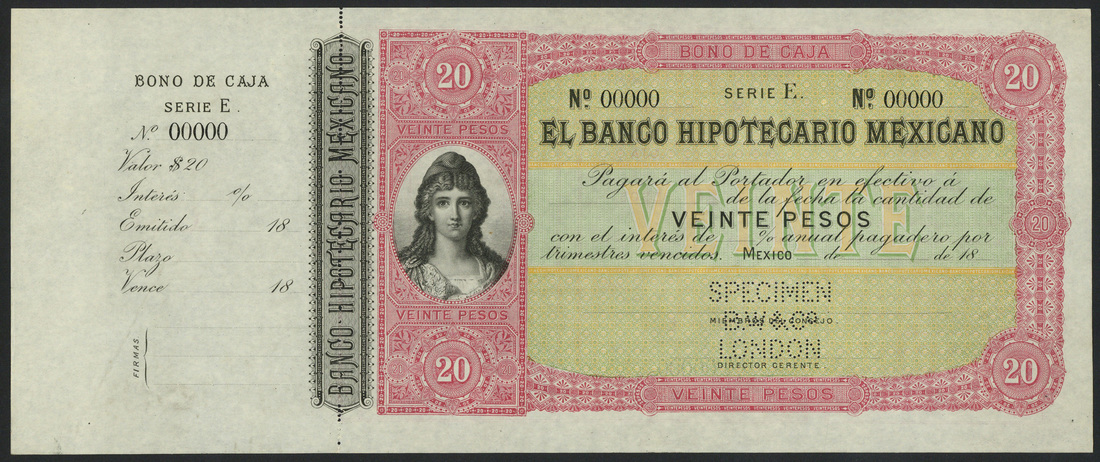 BONO DE CAJA
SERIE E.
Nº 00000
Valor $20
Interés %
Emitido 18
Plazo
Vence 18
FIRMAS
BANCO HIPOTECARIO MEXICANO
20
VEINTE PESOS
VEINTE PESOS
20
BONO DE CAJA
20
Nº 00000 SERIE E. Nº 00000
EL BANCO HIPOTECARIO MEXICANO
Pagará al Portador en efectivo á
de la fecha la cantidad de
VEINTE
VEINTE PESOS
20
con el interés de % anual pagadero por
trimestres vencidos. MEXICO de de 18
SPECIMEN
MIEMBROS DEL CONSEJO.
B.W.&Co
LONDON
DIRECTOR GERENTE.
20
VEINTE PESOS